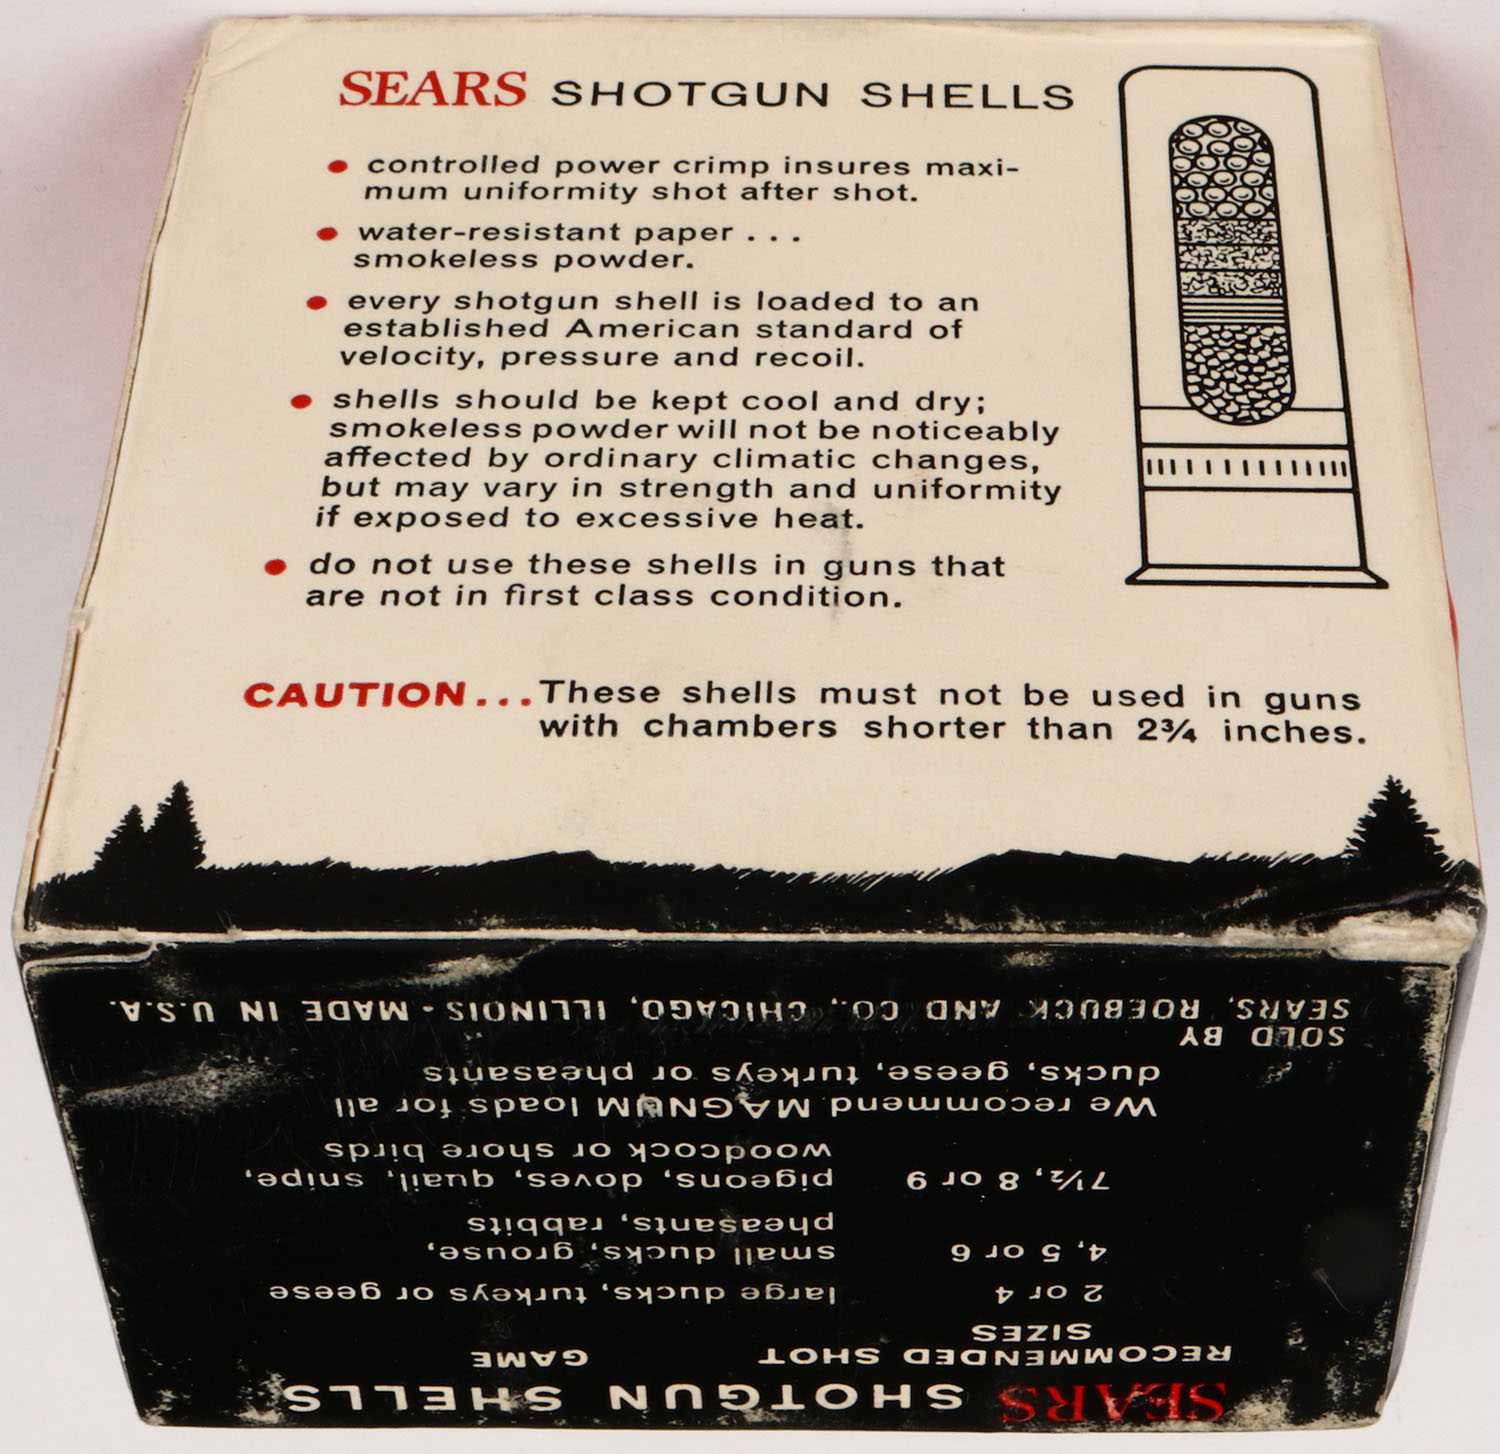 SEARS SHOTGUN SHELLS
• controlled power crimp insures maxi-
mum uniformity shot after shot.
• water-resistant paper . . .
smokeless powder.
• every shotgun shell is loaded to an
established American standard of
velocity, pressure and recoil.
• shells should be kept cool and dry;
smokeless powder will not be noticeably
affected by ordinary climatic changes,
but may vary in strength and uniformity
if exposed to excessive heat.
• do not use these shells in guns that
are not in first class condition.
CAUTION...These shells must not be used in guns
with chambers shorter than 2¾ inches.
SEARS SHOTGUN SHELLS
RECOMMENDED SHOT GAME
SIZES
2 or 4 large ducks, turkeys or geese
4, 5 or 6 small ducks, grouse,
pheasants, rabbits
7½, 8 or 9 pigeons, doves, quail, snipe,
woodcock or shore birds
We recommend MAGNUM loads for all
ducks, geese, turkeys or pheasants
SOLD BY
SEARS, ROEBUCK AND CO., CHICAGO, ILLINOIS - MADE IN U.S.A.